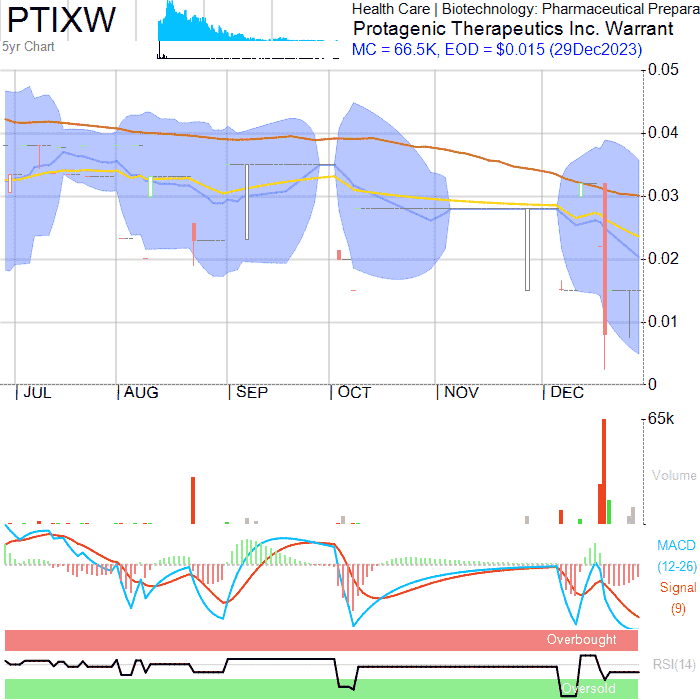 PTIXW
5yr Chart
Health Care | Biotechnology: Pharmaceutical Prepara
Protagenic Therapeutics Inc. Warrant
MC = 66.5K, EOD = $0.015 (29Dec2023)
0.05
0.04
0.03
0.02
0.01
0
JUL AUG SEP OCT NOV DEC
65k
Volume
MACD
(12-26)
Signal
(9)
Overbought
RSI(14)
Oversold